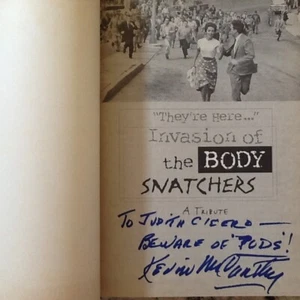 "They're Here..."
Invasion of
the BODY
SNATCHERS
A TRIBUTE
TO JUDITH CICERO —
BEWARE OF "PODS"!
Kevin McCarthy